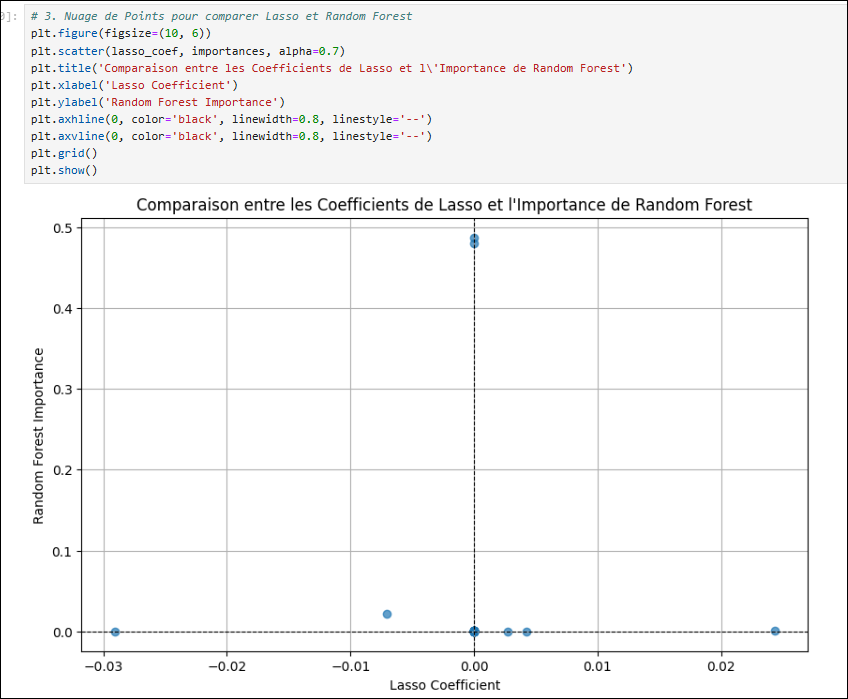 ]:
# 3. Nuage de Points pour comparer Lasso et Random Forest
plt.figure(figsize=(10, 6))
plt.scatter(lasso_coef, importances, alpha=0.7)
plt.title('Comparaison entre les Coefficients de Lasso et l\'Importance de Random Forest')
plt.xlabel('Lasso Coefficient')
plt.ylabel('Random Forest Importance')
plt.axhline(0, color='black', linewidth=0.8, linestyle='--')
plt.axvline(0, color='black', linewidth=0.8, linestyle='--')
plt.grid()
plt.show()
Comparaison entre les Coefficients de Lasso et l'Importance de Random Forest
0.5
0.4
0.3
0.2
0.1
0.0
Random Forest Importance
−0.03 −0.02 −0.01 0.00 0.01 0.02
Lasso Coefficient